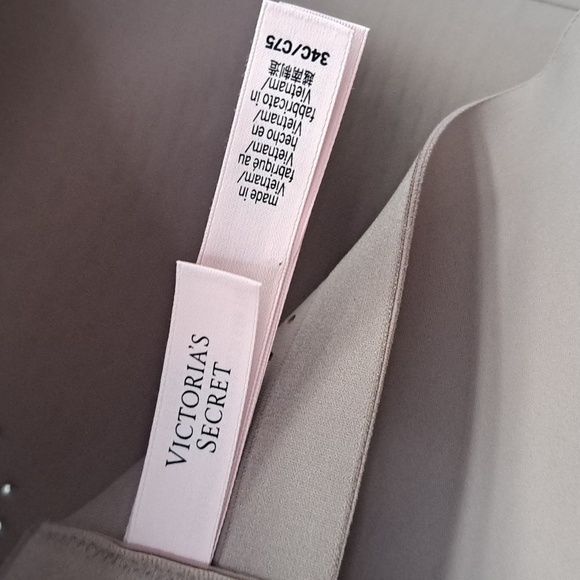 made in
Vietnam/
fabriqué au
Vietnam/
hecho en
Vietnam/
fabbricato in
Vietnam/
越南制造
34C/C75
VICTORIA'S
SECRET